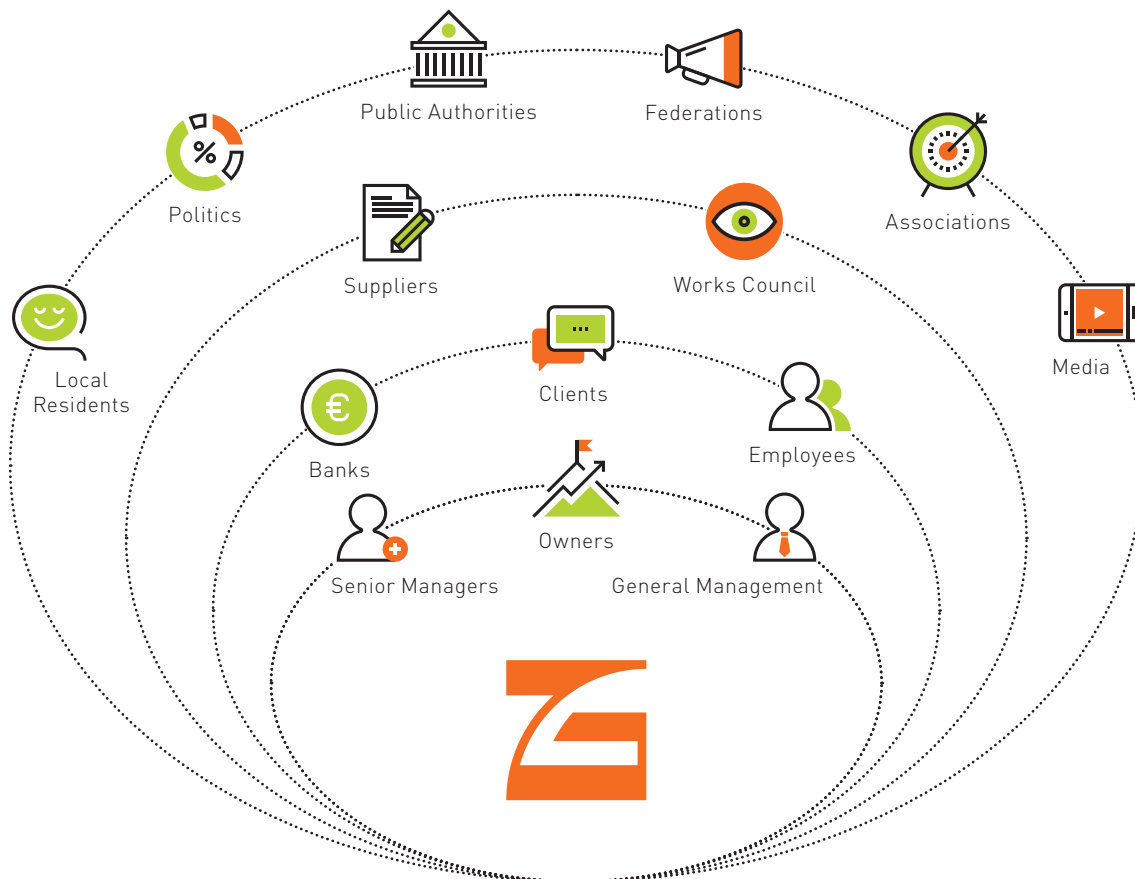 Public Authorities
Federations
Politics
Associations
Suppliers
Works Council
Local
Residents
Media
Clients
Banks
Employees
Owners
Senior Managers
General Management
%
€